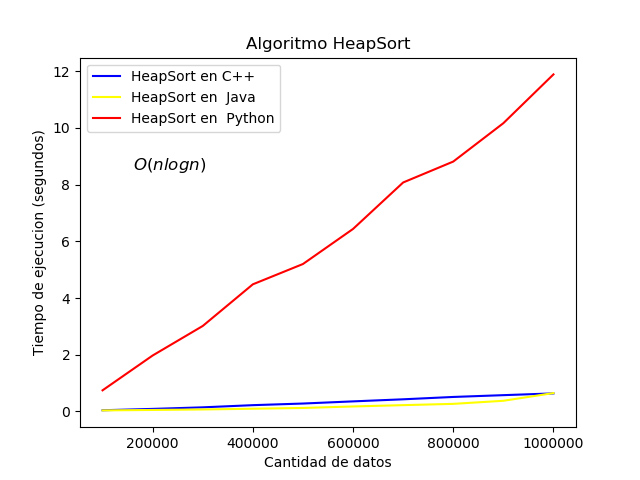 Algoritmo HeapSort
HeapSort en C++
HeapSort en  Java
HeapSort en  Python
O(nlogn)
Tiempo de ejecucion (segundos)
12
10
8
6
4
2
0
200000 400000 600000 800000 1000000
Cantidad de datos